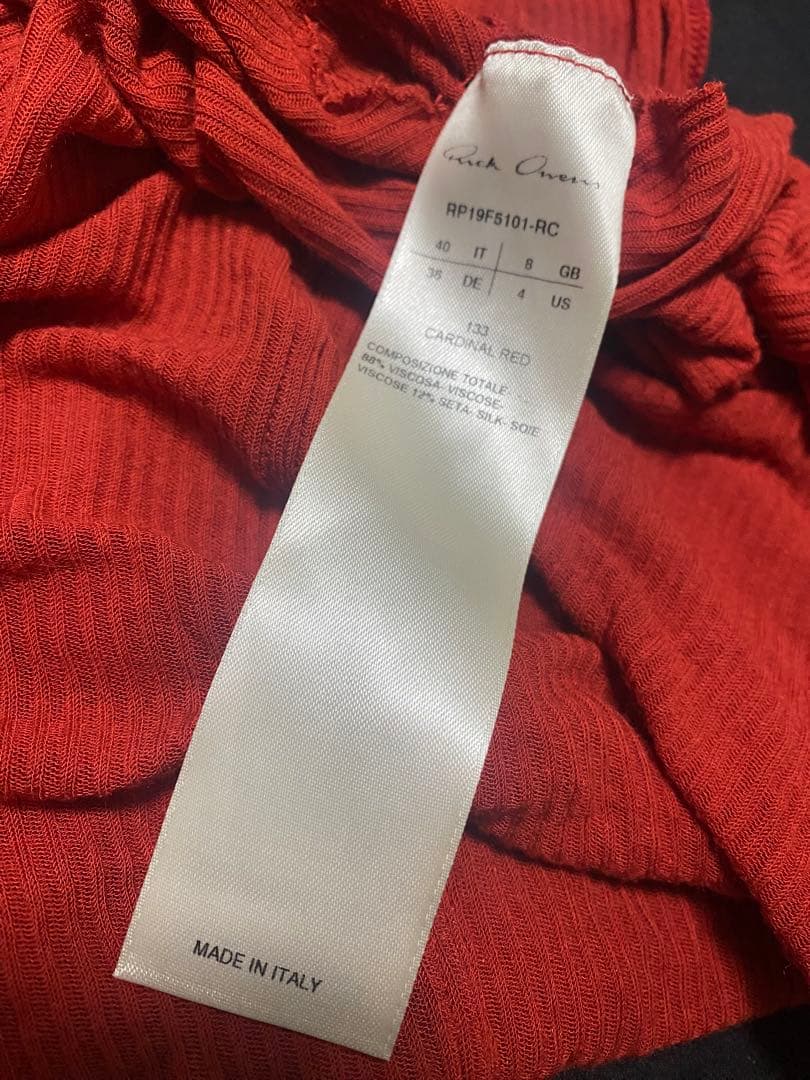 Rick Owens
RP19F5101-RC
40 IT 8 GB
36 DE 4 US
133
CARDINAL RED
COMPOSIZIONE TOTALE
88% VISCOSA- VISCOSE-
VISCOSE 12% SETA- SILK- SOIE
MADE IN ITALY